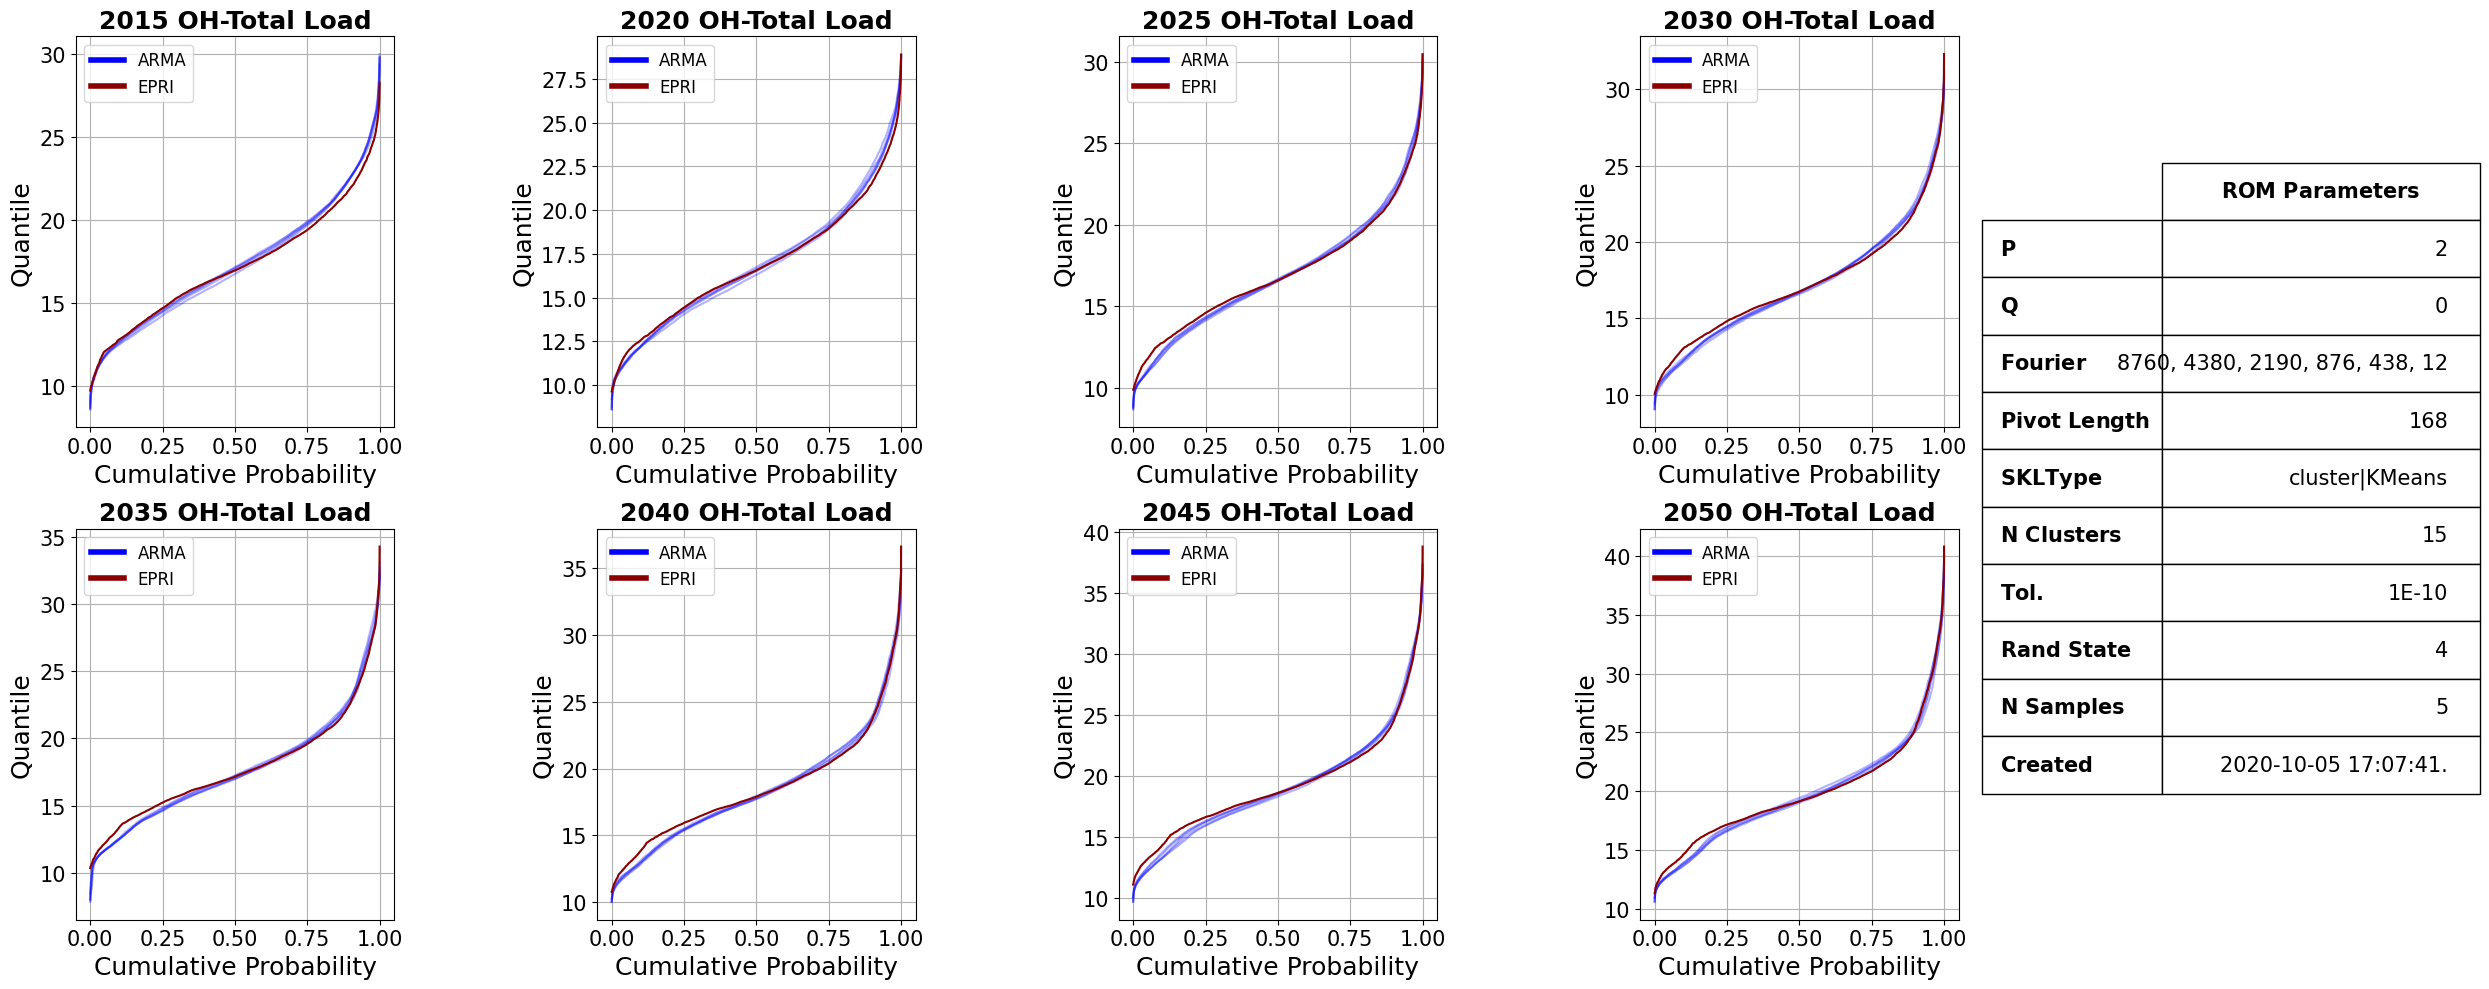 2015 OH-Total Load
ARMA
EPRI
30
25
20
15
10
Quantile
0.00 0.25 0.50 0.75 1.00
Cumulative Probability
2020 OH-Total Load
ARMA
EPRI
27.5
25.0
22.5
20.0
17.5
15.0
12.5
10.0
Quantile
0.00 0.25 0.50 0.75 1.00
Cumulative Probability
2025 OH-Total Load
ARMA
EPRI
30
25
20
15
10
Quantile
0.00 0.25 0.50 0.75 1.00
Cumulative Probability
2030 OH-Total Load
ARMA
EPRI
30
25
20
15
10
Quantile
0.00 0.25 0.50 0.75 1.00
Cumulative Probability
2035 OH-Total Load
ARMA
EPRI
35
30
25
20
15
10
Quantile
0.00 0.25 0.50 0.75 1.00
Cumulative Probability
2040 OH-Total Load
ARMA
EPRI
35
30
25
20
15
10
Quantile
0.00 0.25 0.50 0.75 1.00
Cumulative Probability
2045 OH-Total Load
ARMA
EPRI
40
35
30
25
20
15
10
Quantile
0.00 0.25 0.50 0.75 1.00
Cumulative Probability
2050 OH-Total Load
ARMA
EPRI
40
35
30
25
20
15
10
Quantile
0.00 0.25 0.50 0.75 1.00
Cumulative Probability
ROM Parameters
P 2
Q 0
Fourier 8760, 4380, 2190, 876, 438, 12
Pivot Length 168
SKLType cluster|KMeans
N Clusters 15
Tol. 1E-10
Rand State 4
N Samples 5
Created 2020-10-05 17:07:41.